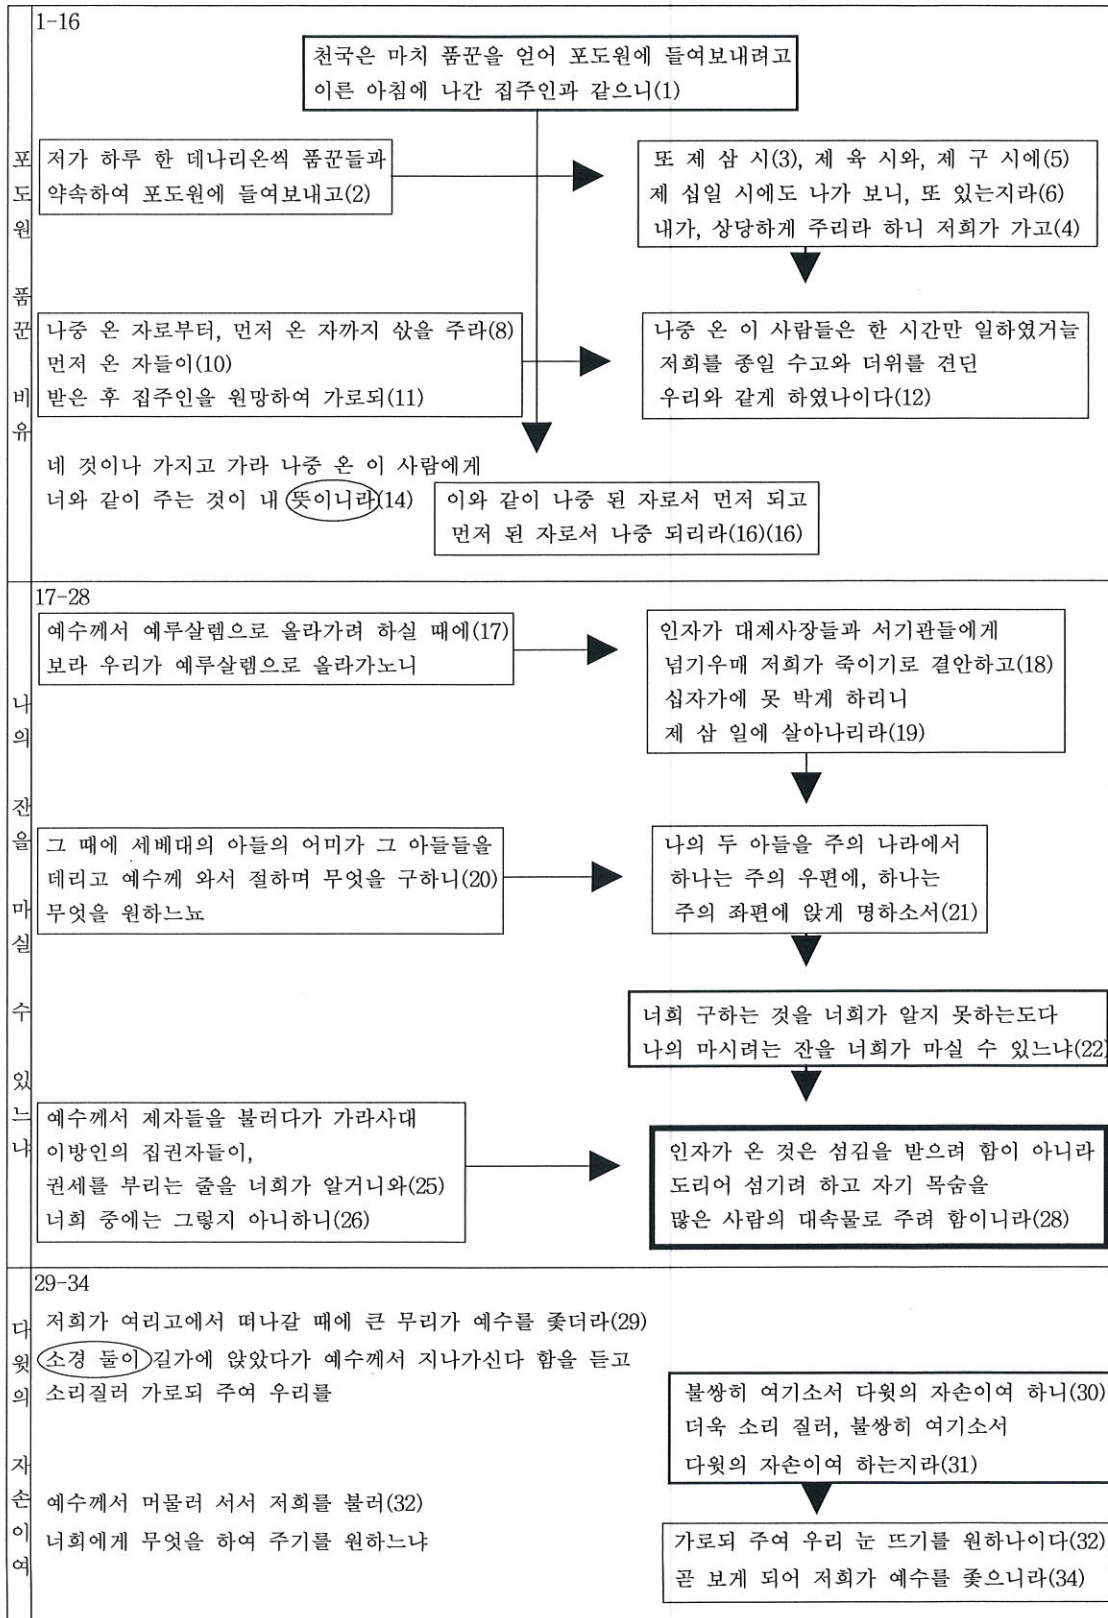 1-16
천국은 마치 품꾼을 얻어 포도원에 들여보내려고
이른 아침에 나간 집주인과 같으니(1)
포도원 품꾼 비유
저가 하루 한 데나리온씩 품꾼들과
약속하여 포도원에 들여보내고(2)
또 제 삼 시(3), 제 육 시와, 제 구 시에(5)
제 십일 시에도 나가 보니, 또 있는지라(6)
내가, 상당하게 주리라 하니 저희가 가고(4)
나중 온 자로부터, 먼저 온 자까지 삯을 주라(8)
먼저 온 자들이(10)
받은 후 집주인을 원망하여 가로되(11)
나중 온 이 사람들은 한 시간만 일하였거늘
저희를 종일 수고와 더위를 견딘
우리와 같게 하였나이다(12)
네 것이나 가지고 가라 나중 온 이 사람에게
너와 같이 주는 것이 내 뜻이니라(14)
이와 같이 나중 된 자로서 먼저 되고
먼저 된 자로서 나중 되리라(16)(16)
17-28
나의 잔을 마실 수 있느냐
예수께서 예루살렘으로 올라가려 하실 때에(17)
보라 우리가 예루살렘으로 올라가노니
인자가 대제사장들과 서기관들에게
넘기우매 저희가 죽이기로 결안하고(18)
십자가에 못 박게 하리니
제 삼 일에 살아나리라(19)
그 때에 세베대의 아들의 어미가 그 아들들을
데리고 예수께 와서 절하며 무엇을 구하니(20)
무엇을 원하느뇨
나의 두 아들을 주의 나라에서
하나는 주의 우편에, 하나는
주의 좌편에 앉게 명하소서(21)
너희 구하는 것을 너희가 알지 못하는도다
나의 마시려는 잔을 너희가 마실 수 있느냐(22)
예수께서 제자들을 불러다가 가라사대
이방인의 집권자들이,
권세를 부리는 줄을 너희가 알거니와(25)
너희 중에는 그렇지 아니하니(26)
인자가 온 것은 섬김을 받으려 함이 아니라
도리어 섬기려 하고 자기 목숨을
많은 사람의 대속물로 주려 함이니라(28)
29-34
다윗의 자손이여
저희가 여리고에서 떠나갈 때에 큰 무리가 예수를 좇더라(29)
소경 둘이 길가에 앉았다가 예수께서 지나가신다 함을 듣고
소리질러 가로되 주여 우리를
불쌍히 여기소서 다윗의 자손이여 하니(30)
더욱 소리 질러, 불쌍히 여기소서
다윗의 자손이여 하는지라(31)
예수께서 머물러 서서 저희를 불러(32)
너희에게 무엇을 하여 주기를 원하느냐
가로되 주여 우리 눈 뜨기를 원하나이다(32)
곧 보게 되어 저희가 예수를 좇으니라(34)